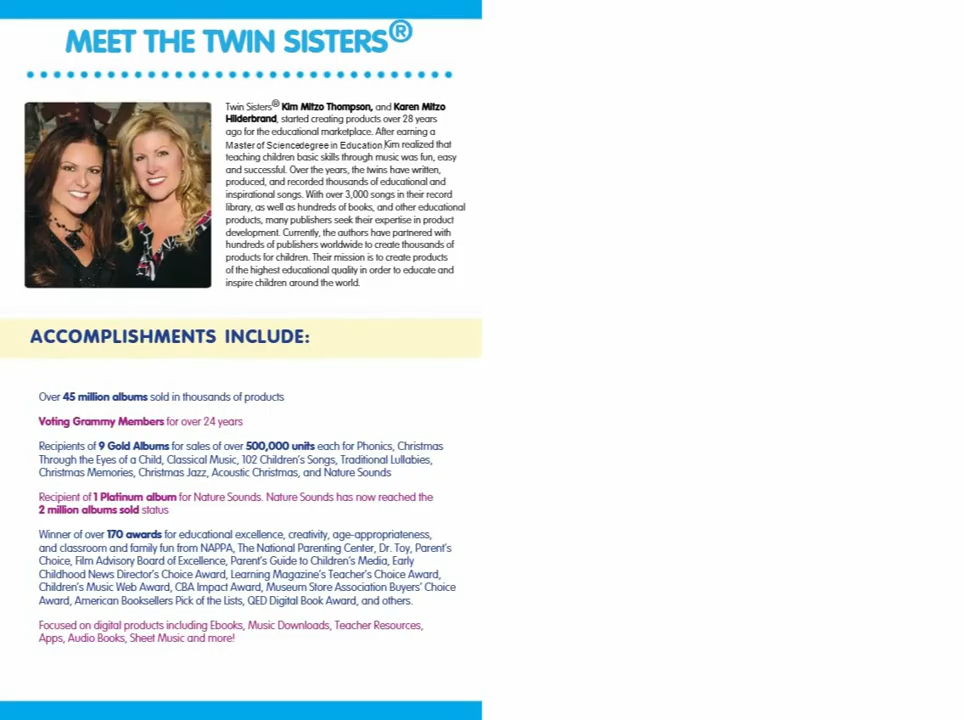 MEET THE TWIN SISTERS®
Twin Sisters® Kim Mitzo Thompson, and Karen Mitzo
Hilderbrand, started creating products over 28 years
ago for the educational marketplace. After earning a
Master of Sciencedegree in Education,Kim realized that
teaching children basic skills through music was fun, easy
and successful. Over the years, the twins have written,
produced, and recorded thousands of educational and
inspirational songs. With over 3,000 songs in their record
library, as well as hundreds of books, and other educational
products, many publishers seek their expertise in product
development. Currently, the authors have partnered with
hundreds of publishers worldwide to create thousands of
products for children. Their mission is to create products
of the highest educational quality in order to educate and
inspire children around the world.
ACCOMPLISHMENTS INCLUDE:
Over 45 million albums sold in thousands of products
Voting Grammy Members for over 24 years
Recipients of 9 Gold Albums for sales of over 500,000 units each for Phonics, Christmas
Through the Eyes of a Child, Classical Music, 102 Children's Songs, Traditional Lullabies,
Christmas Memories, Christmas Jazz, Acoustic Christmas, and Nature Sounds
Recipient of 1 Platinum album for Nature Sounds. Nature Sounds has now reached the
2 million albums sold status
Winner of over 170 awards for educational excellence, creativity, age-appropriateness,
and classroom and family fun from NAPPA, The National Parenting Center, Dr. Toy, Parent's
Choice, Film Advisory Board of Excellence, Parent's Guide to Children's Media, Early
Childhood News Director's Choice Award, Learning Magazine's Teacher's Choice Award,
Children's Music Web Award, CBA Impact Award, Museum Store Association Buyers' Choice
Award, American Booksellers Pick of the Lists, QED Digital Book Award, and others.
Focused on digital products including Ebooks, Music Downloads, Teacher Resources,
Apps, Audio Books, Sheet Music and more!